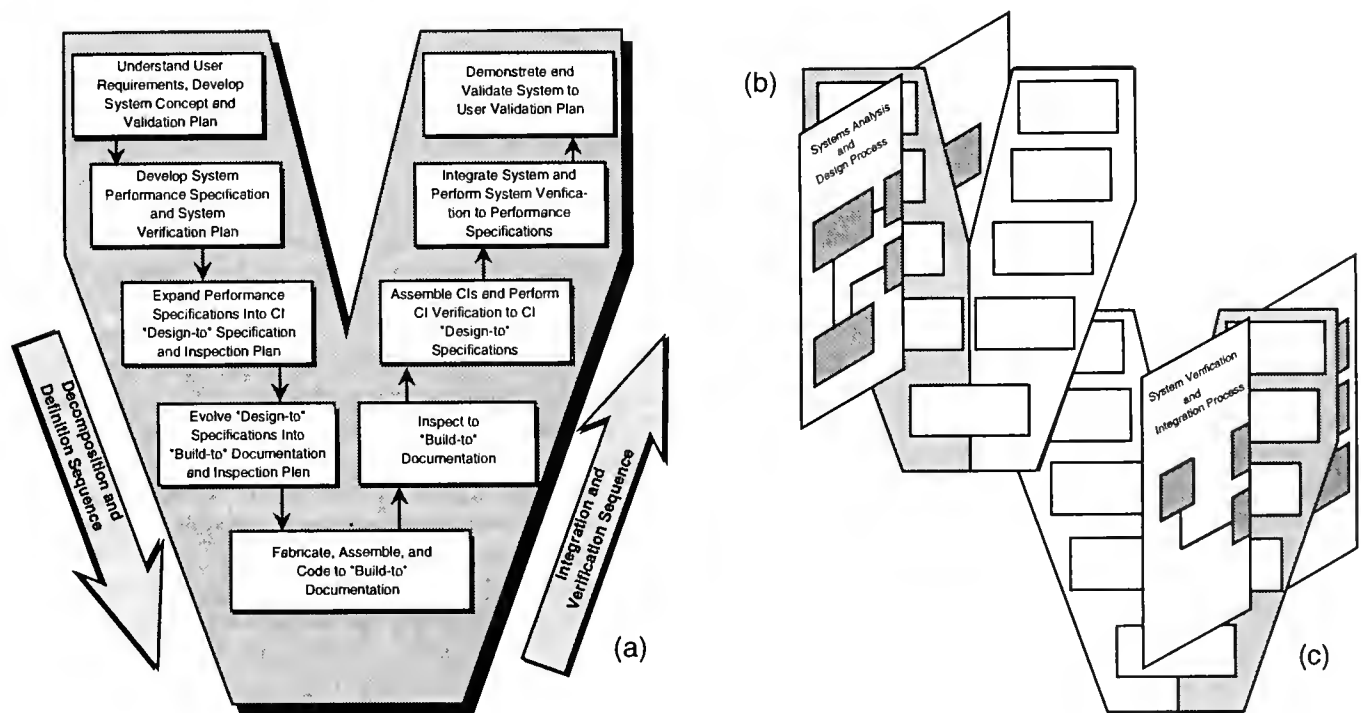 Understand User
Requirements, Develop
System Concept and
Validation Plan
Develop System
Performance Specification
and System
Verification Plan
Expand Performance
Specifications Into CI
"Design-to" Specification
and Inspection Plan
Evolve "Design-to"
Specifications Into
"Build-to" Documentation
and Inspection Plan
Fabricate, Assemble, and
Code to "Build-to"
Documentation
Inspect to
"Build-to"
Documentation
Assemble CIs and Perform
CI Verification to CI
"Design-to"
Specifications
Integrate System and
Perform System Verifica-
tion to Performance
Specifications
Demonstrate end
Validate System to
User Validation Plan
Decomposition and
Definition Sequence
Integration and
Verification Sequence
(a)
(b)
Systems Analysis
and
Design Process
System Verification
and
Integration Process
(c)